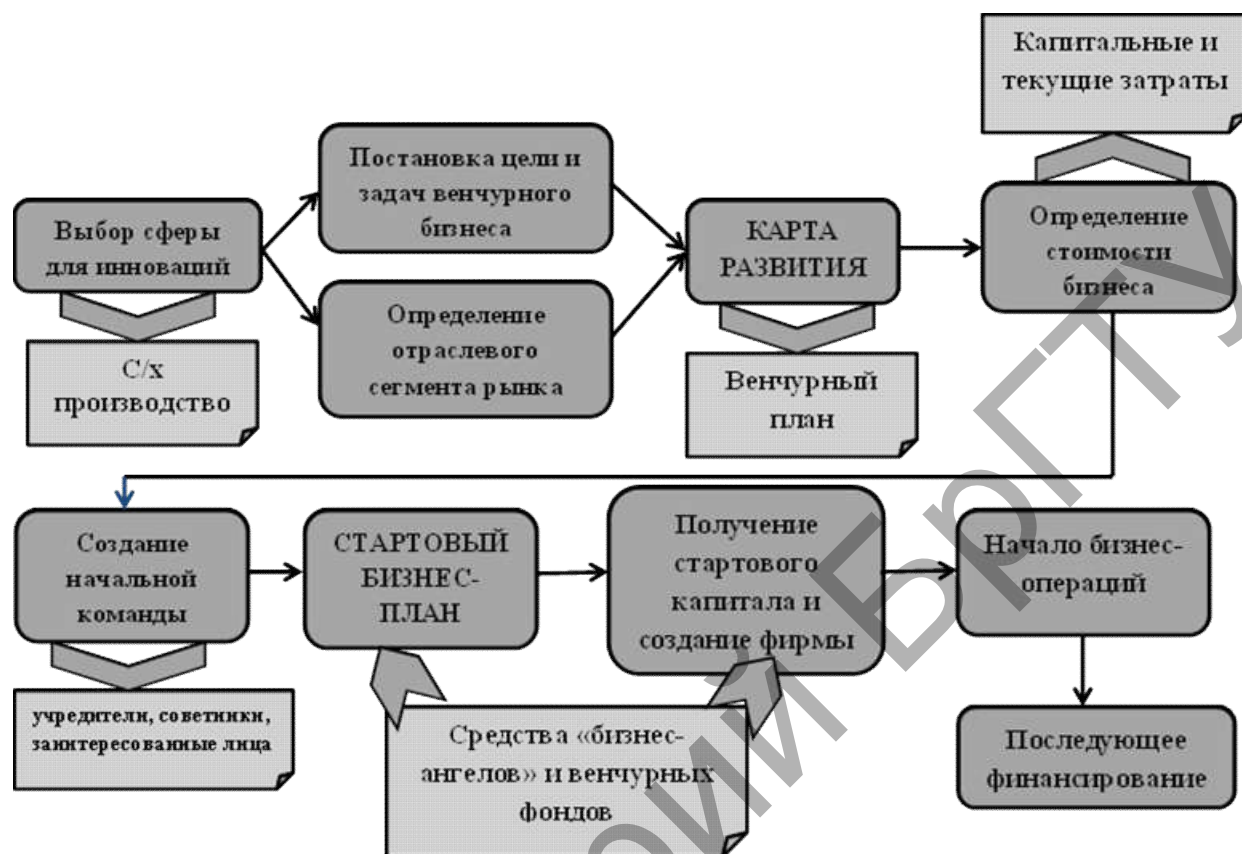 Капитальные и
текущие затраты
Выбор сферы
для инноваций
С/х
производство
Постановка цели и
задач венчурного
бизнеса
Определение
отраслевого
сегмента рынка
КАРТА
РАЗВИТИЯ
Венчурный
план
Определение
стоимости
бизнеса
Создание
начальной
команды
учредители, советники,
заинтересованные лица
СТАРТОВЫЙ
БИЗНЕС-
ПЛАН
Получение
стартового
капитала и
создание фирмы
Средства «бизнес-
ангелов» и венчурных
фондов
Начало бизнес-
операций
Последующее
финансирование
БрГТУ